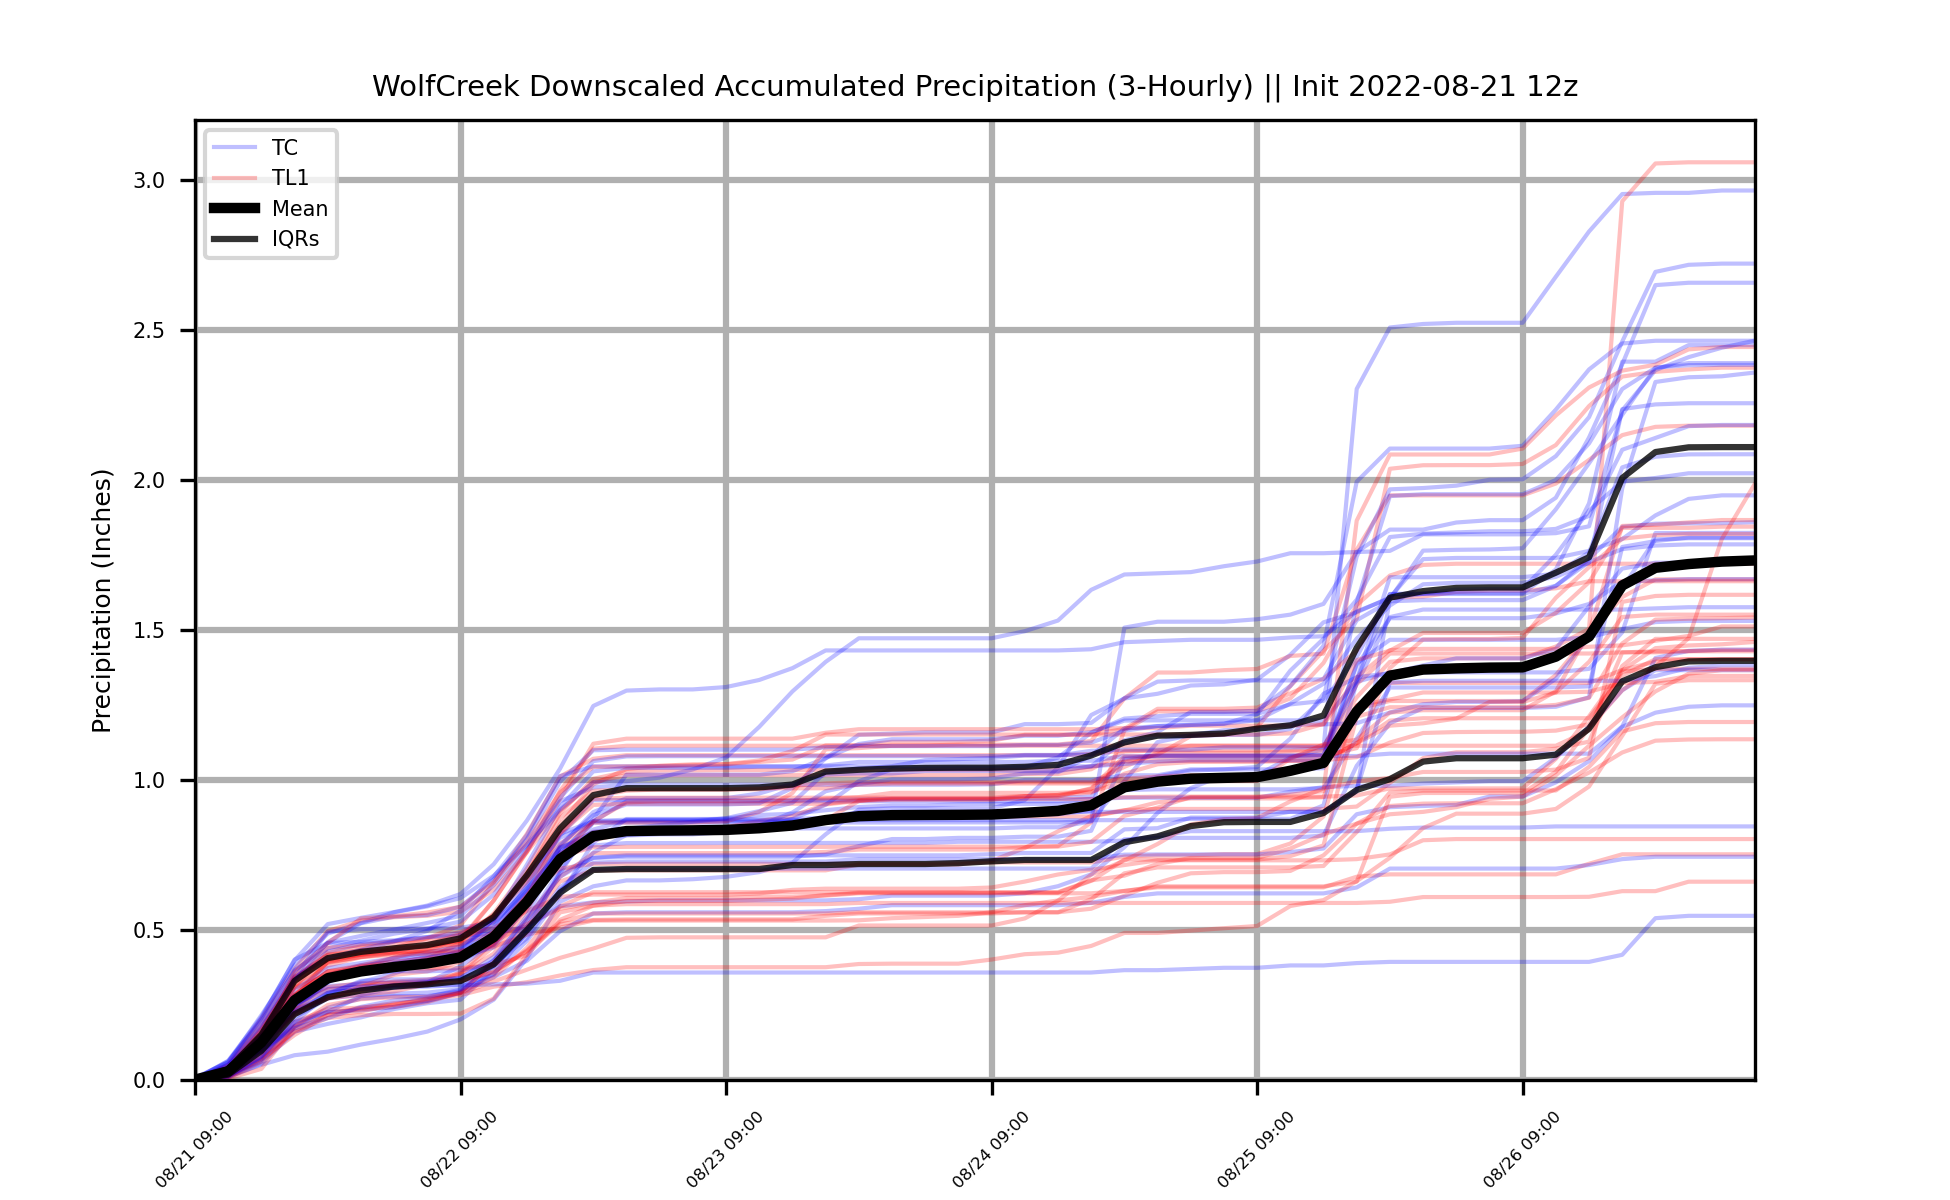 WolfCreek Downscaled Accumulated Precipitation (3-Hourly) || Init 2022-08-21 12z
TC
TL1
Mean
IQRs
Precipitation (Inches)
3.0
2.5
2.0
1.5
1.0
0.5
0.0
08/21 09:00
08/22 09:00
08/23 09:00
08/24 09:00
08/25 09:00
08/26 09:00